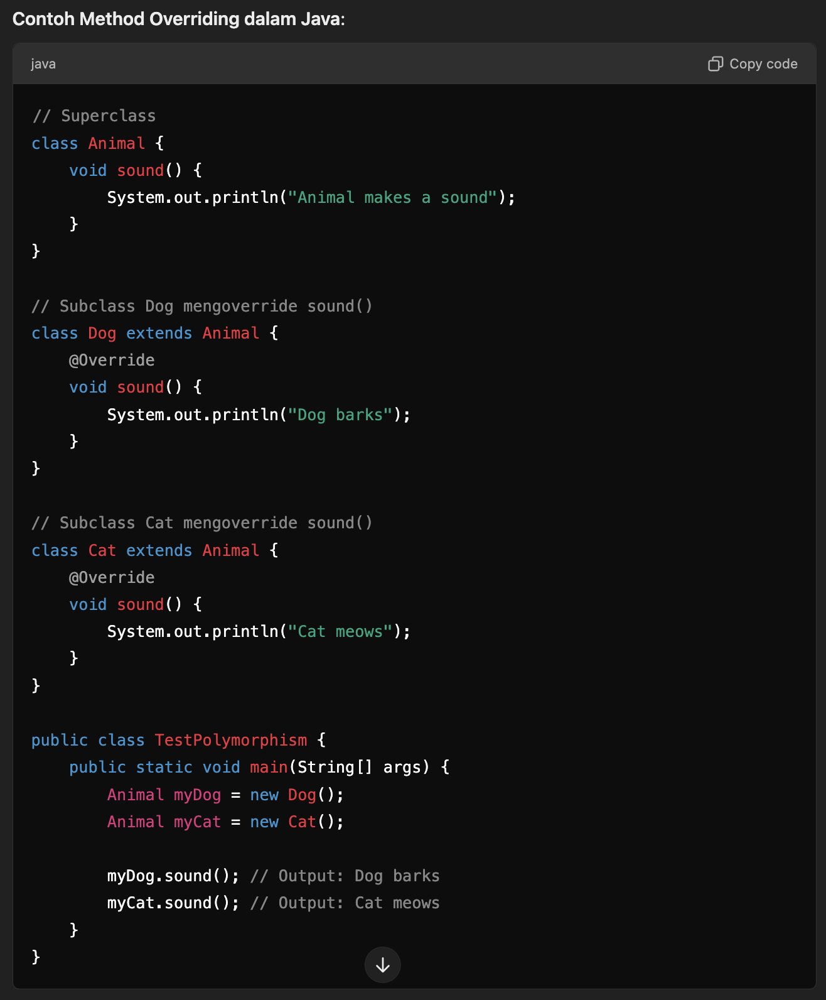 Contoh Method Overriding dalam Java:
java
Copy code
// Superclass
class Animal {
    void sound() {
        System.out.println("Animal makes a sound");
    }
}
// Subclass Dog mengoverride sound()
class Dog extends Animal {
    @Override
    void sound() {
        System.out.println("Dog barks");
    }
}
// Subclass Cat mengoverride sound()
class Cat extends Animal {
    @Override
    void sound() {
        System.out.println("Cat meows");
    }
}
public class TestPolymorphism {
    public static void main(String[] args) {
        Animal myDog = new Dog();
        Animal myCat = new Cat();
        myDog.sound(); // Output: Dog barks
        myCat.sound(); // Output: Cat meows
    }
}